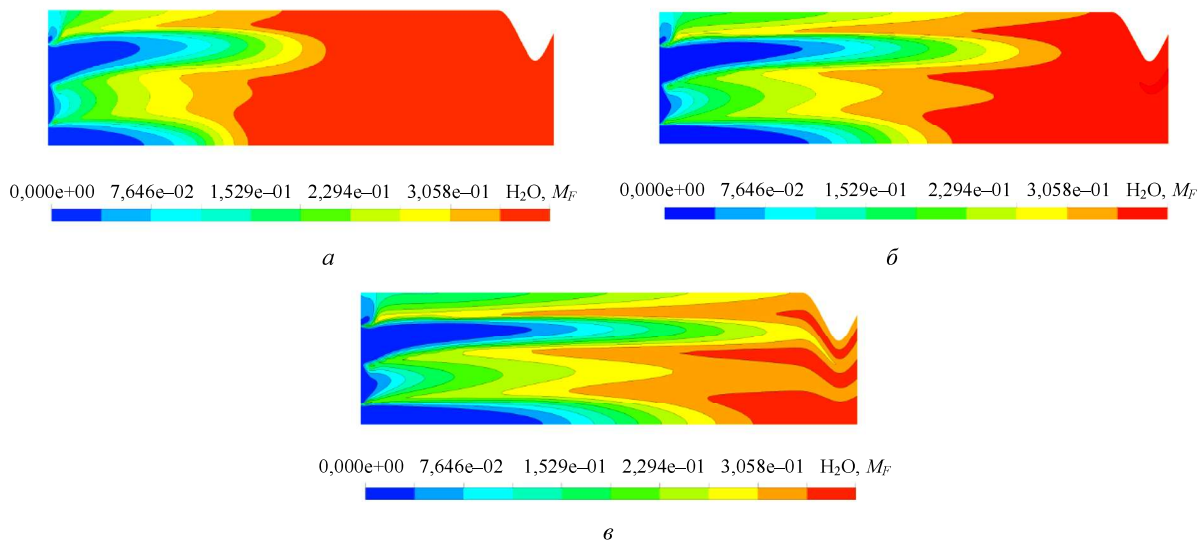 0,000e+00 7,646e–02 1,529e–01 2,294e–01 3,058e–01 H₂O, M_F
0,000e+00 7,646e–02 1,529e–01 2,294e–01 3,058e–01 H₂O, M_F
а
б
0,000e+00 7,646e–02 1,529e–01 2,294e–01 3,058e–01 H₂O, M_F
в